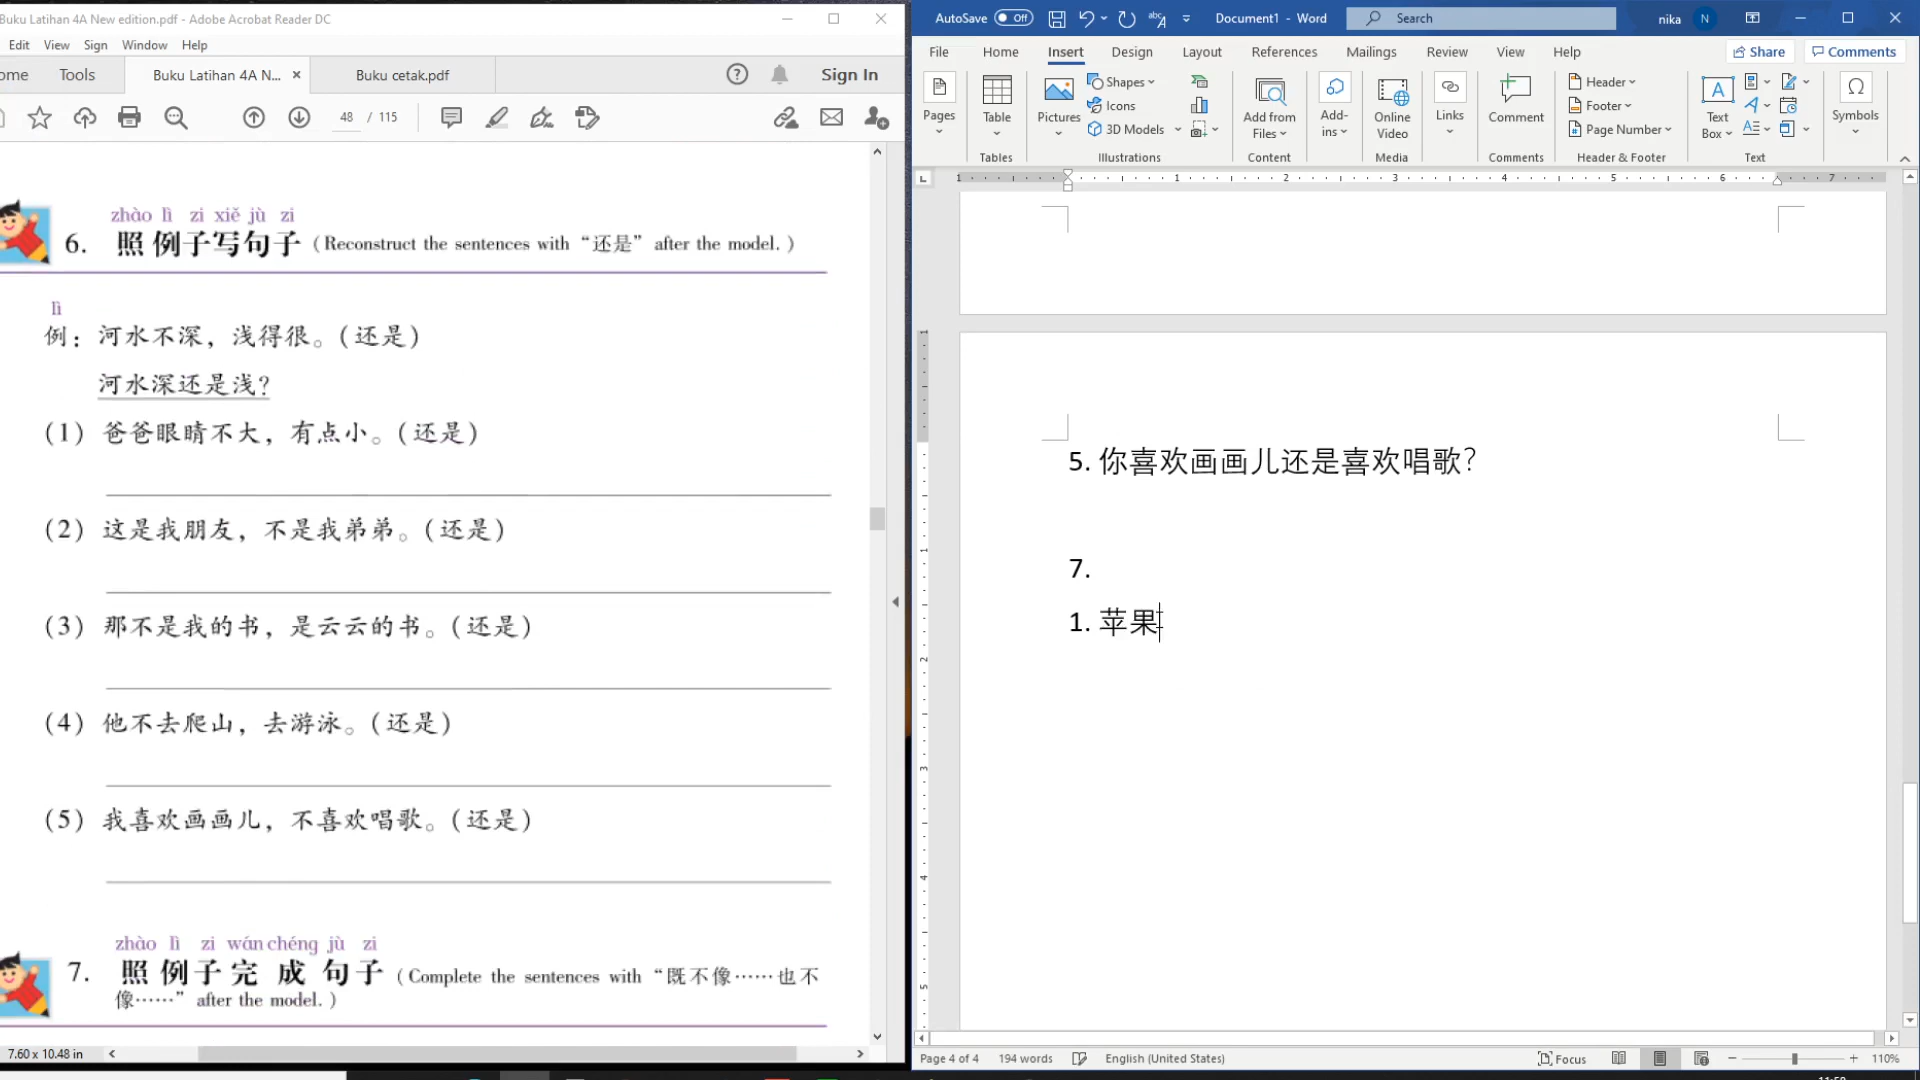 Buku Latihan 4A New edition.pdf - Adobe Acrobat Reader DC
Edit View Sign Window Help
ome Tools Buku Latihan 4A N... × Buku cetak.pdf Sign In
48 / 115
zhào lì zi xiě jù zi
6. 照例子写句子 (Reconstruct the sentences with “还是” after the model.)
lì
例：河水不深，浅得很。(还是)
河水深还是浅?
(1) 爸爸眼睛不大，有点小。(还是)
(2) 这是我朋友，不是我弟弟。(还是)
(3) 那不是我的书，是云云的书。(还是)
(4) 他不去爬山，去游泳。(还是)
(5) 我喜欢画画儿，不喜欢唱歌。(还是)
zhào lì zi wán chéng jù zi
7. 照例子完成句子 (Complete the sentences with “既不像……也不
像……” after the model.)
7.60 x 10.48 in
AutoSave Off Document1 - Word Search nika N
File Home Insert Design Layout References Mailings Review View Help Share Comments
Pages
Table
Pictures
Shapes
Icons
3D Models
Add from
Files
Add-
ins
Online
Video
Links
Comment
Header
Footer
Page Number
Text
Box
Symbols
Tables Illustrations Content Media Comments Header & Footer Text
1 1 2 3 4 5 6 7
5. 你喜欢画画儿还是喜欢唱歌?
7.
1. 苹果
Page 4 of 4 194 words English (United States) Focus 110%